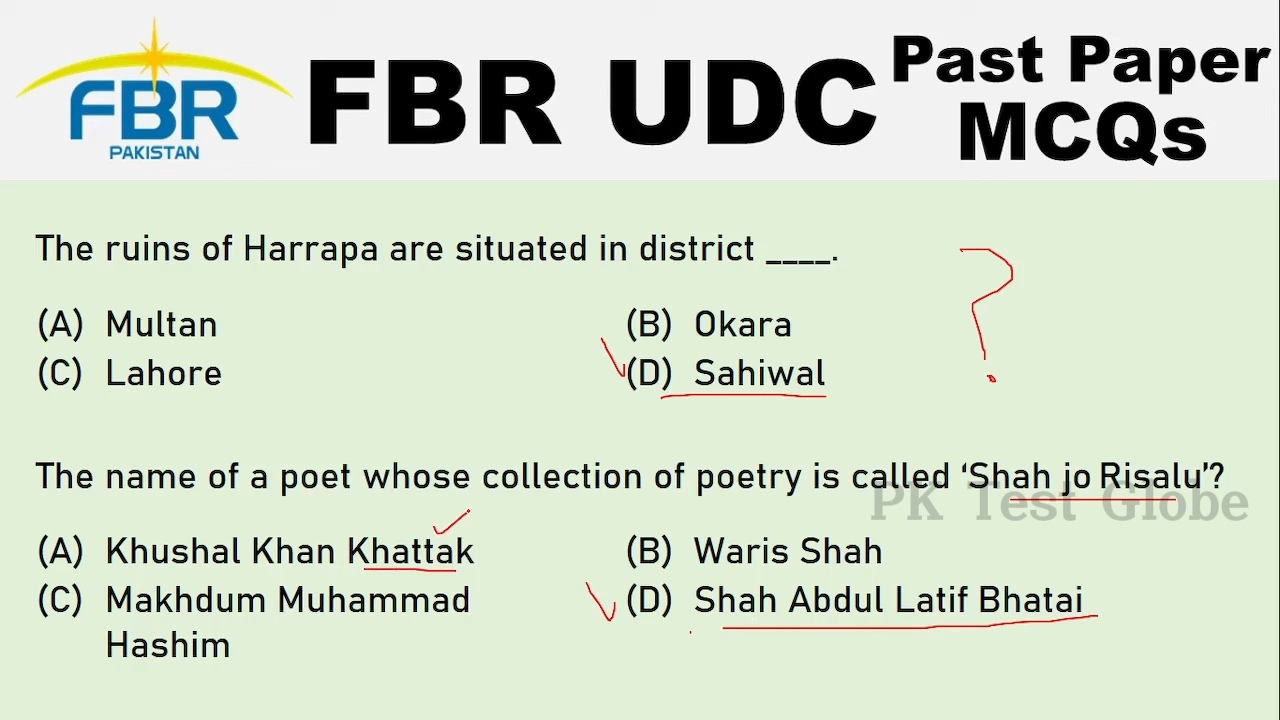 FBR
PAKISTAN
FBR UDC
Past Paper
MCQs
The ruins of Harrapa are situated in district ____.
(A) Multan
(B) Okara
(C) Lahore
(D) Sahiwal
?
The name of a poet whose collection of poetry is called ‘Shah jo Risalu’?
PK Test Globe
(A) Khushal Khan Khattak
(B) Waris Shah
(C) Makhdum Muhammad
Hashim
(D) Shah Abdul Latif Bhatai